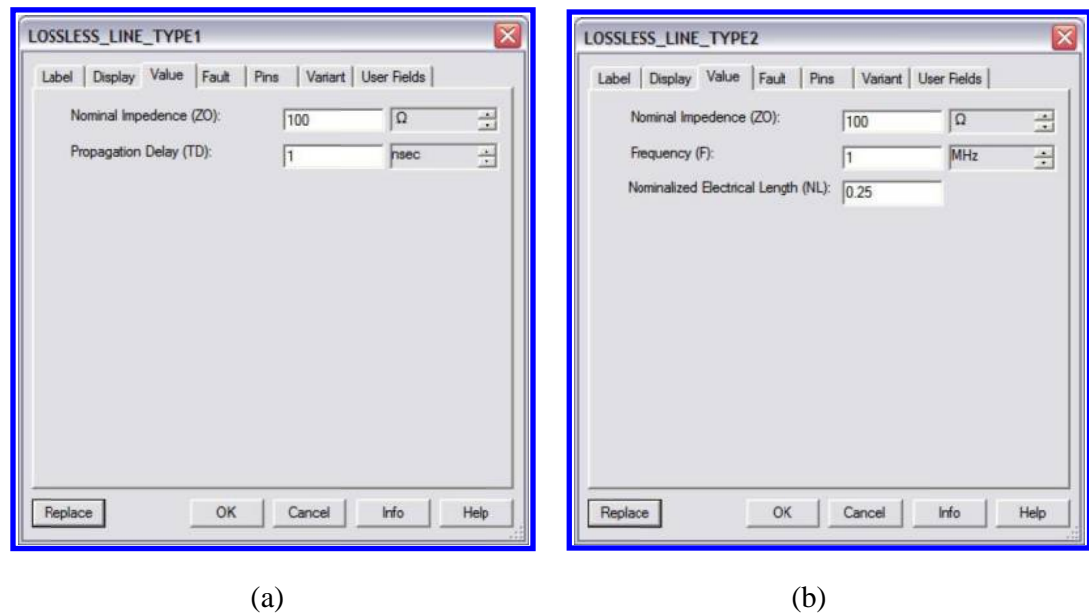 LOSSLESS_LINE_TYPE1
Label Display Value Fault Pins Variant User Fields
Nominal Impedence (ZO): 100 Ω
Propagation Delay (TD): 1 nsec
Replace OK Cancel Info Help
(a)
LOSSLESS_LINE_TYPE2
Label Display Value Fault Pins Variant User Fields
Nominal Impedence (ZO): 100 Ω
Frequency (F): 1 MHz
Nominalized Electrical Length (NL): 0.25
Replace OK Cancel Info Help
(b)